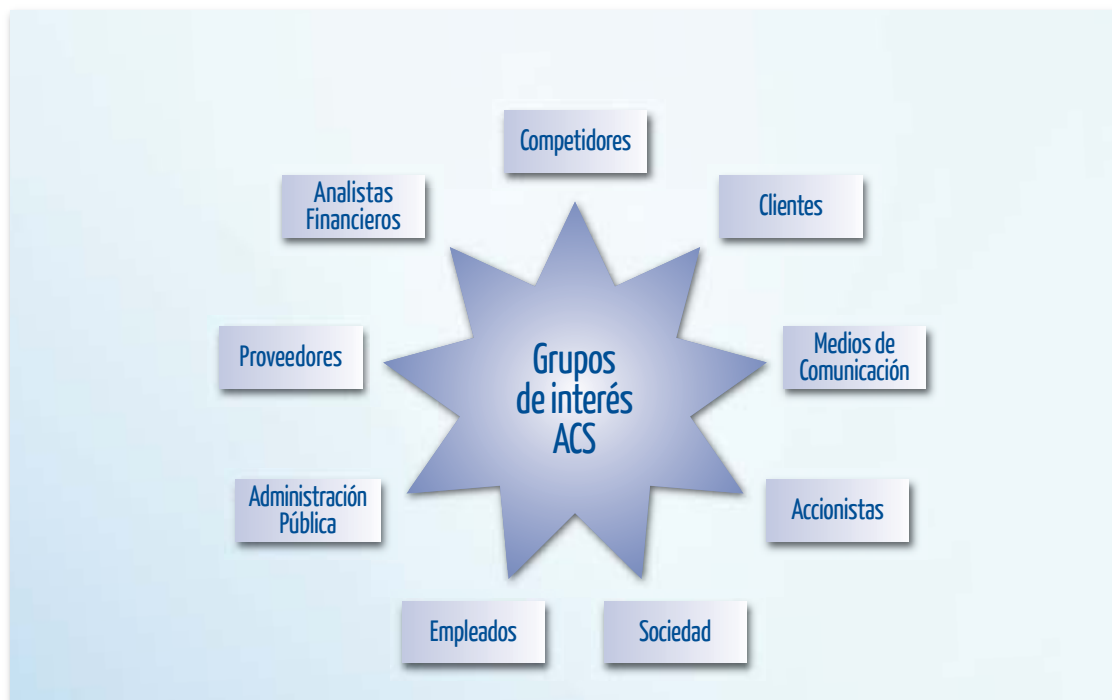 Competidores
Analistas
Financieros
Clientes
Proveedores
Grupos
de interés
ACS
Medios de
Comunicación
Administración
Pública
Accionistas
Empleados
Sociedad